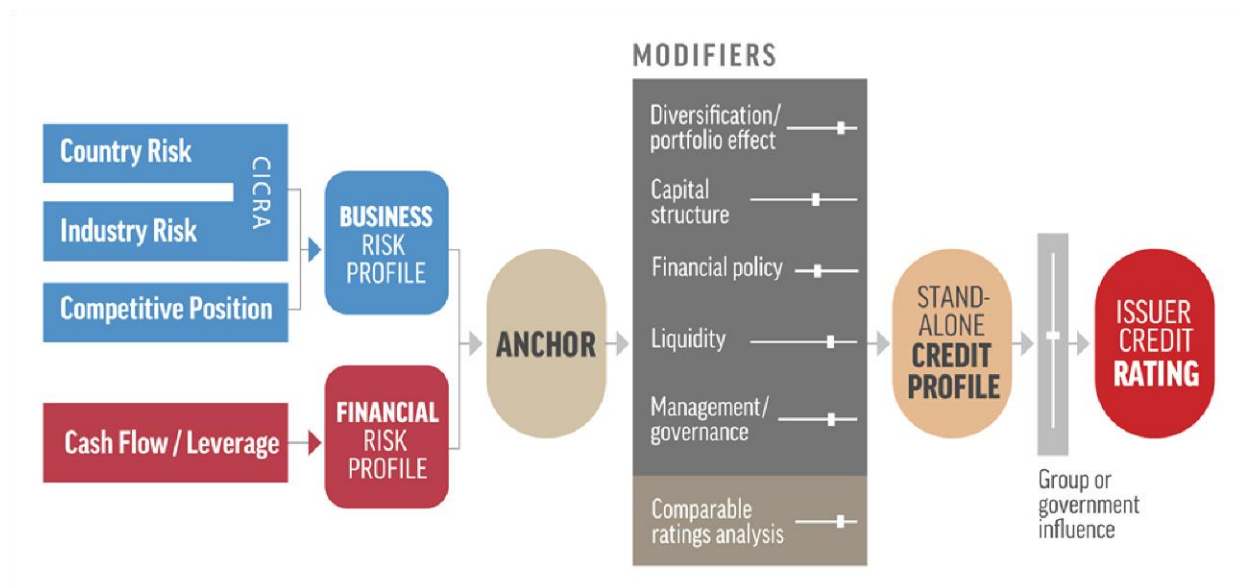 MODIFIERS
Country Risk
CICRA
Industry Risk
Competitive Position
Cash Flow / Leverage
BUSINESS
RISK
PROFILE
FINANCIAL
RISK
PROFILE
ANCHOR
Diversification/
portfolio effect
Capital
structure
Financial policy
Liquidity
Management/
governance
Comparable
ratings analysis
STAND-
ALONE
CREDIT
PROFILE
Group or
government
influence
ISSUER
CREDIT
RATING